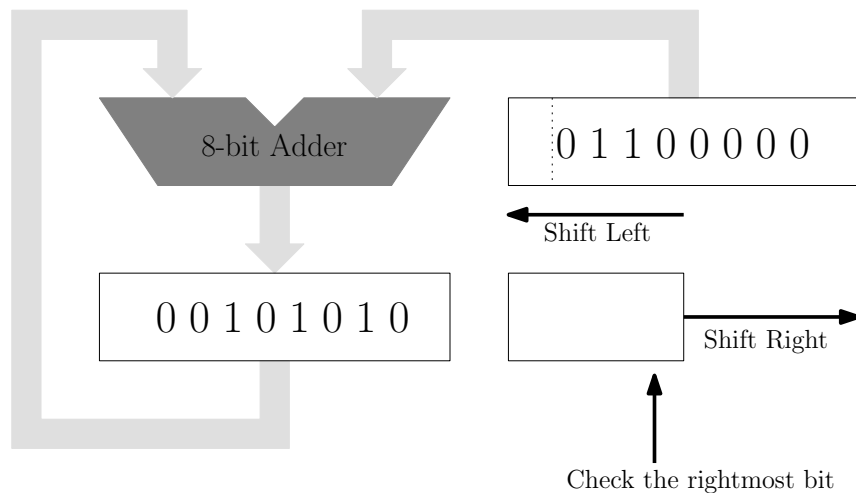 8-bit Adder
0 1 1 0 0 0 0 0
Shift Left
0 0 1 0 1 0 1 0
Shift Right
Check the rightmost bit